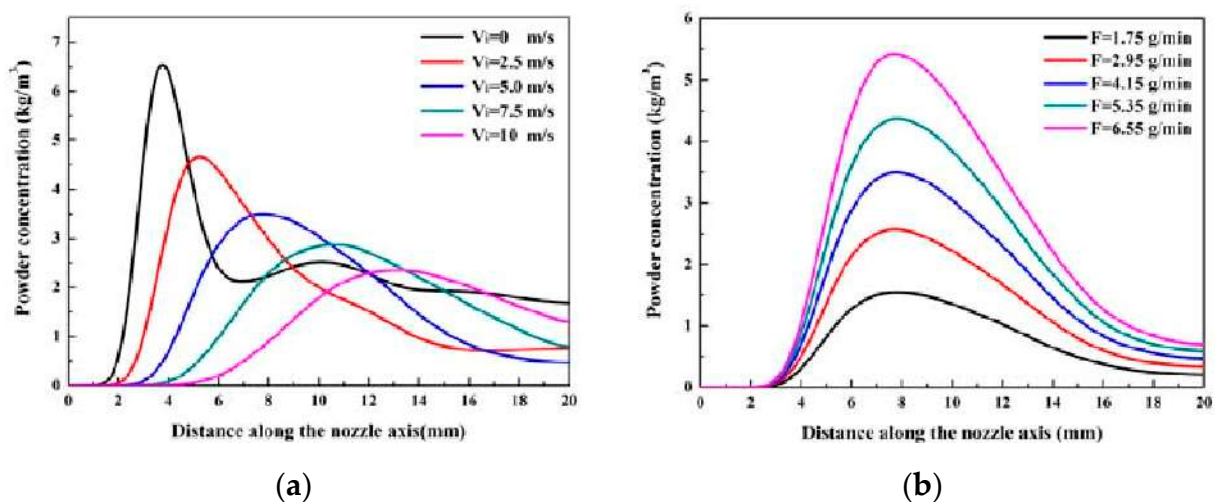 Vi=0 m/s
Vi=2.5 m/s
Vi=5.0 m/s
Vi=7.5 m/s
Vi=10 m/s
Powder concentration (kg/m³)
7
6
5
4
3
2
1
0
0 2 4 6 8 10 12 14 16 18 20
Distance along the nozzle axis(mm)
(a)
F=1.75 g/min
F=2.95 g/min
F=4.15 g/min
F=5.35 g/min
F=6.55 g/min
Powder concentration (kg/m³)
6
5
4
3
2
1
0
0 2 4 6 8 10 12 14 16 18 20
Distance along the nozzle axis (mm)
(b)